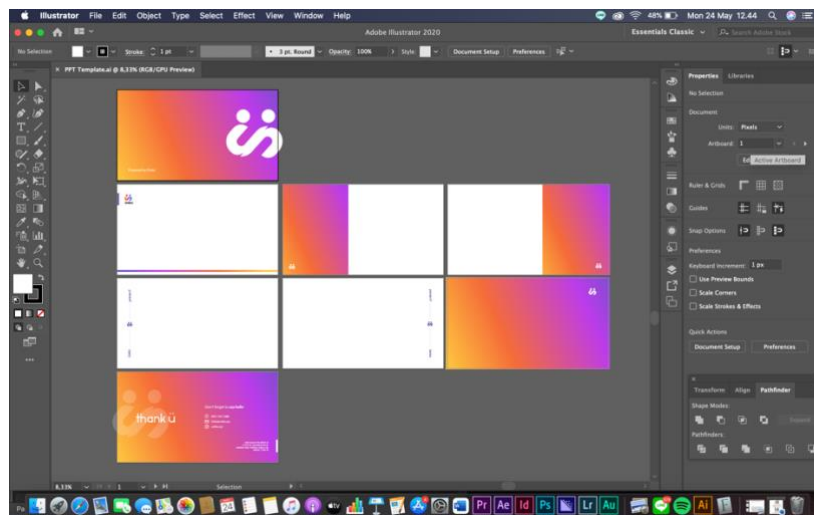 Illustrator File Edit Object Type Select Effect View Window Help
48% Mon 24 May 12.44
Adobe Illustrator 2020
Essentials Classic
Search Adobe Stock
No Selection
Stroke: 1 pt
3 pt. Round
Opacity: 100%
Style:
Document Setup
Preferences
PPT Template.ai @ 8,33% (RGB/GPU Preview)
thank ü
8,33%
1
Selection
Properties Libraries
No Selection
Document
Units: Pixels
Artboard: 1
Active Artboard
Ruler & Grids
Guides
Snap Options
Preferences
Keyboard Increment: 1 px
Use Preview Bounds
Scale Corners
Scale Strokes & Effects
Quick Actions
Document Setup
Preferences
Transform Align Pathfinder
Shape Modes:
Expand
Pathfinders:
Ps
24
tv
Pr Ae Id Ps Lr Au
Ai